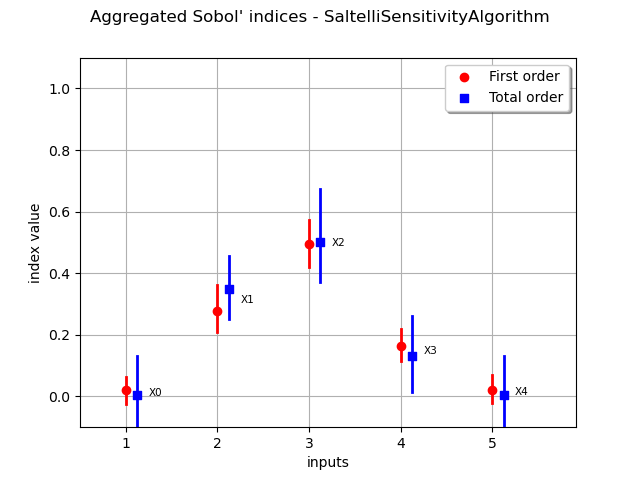 Aggregated Sobol' indices - SaltelliSensitivityAlgorithm
First order
Total order
1.0
0.8
0.6
0.4
0.2
0.0
index value
X0
X1
X2
X3
X4
1 2 3 4 5
inputs